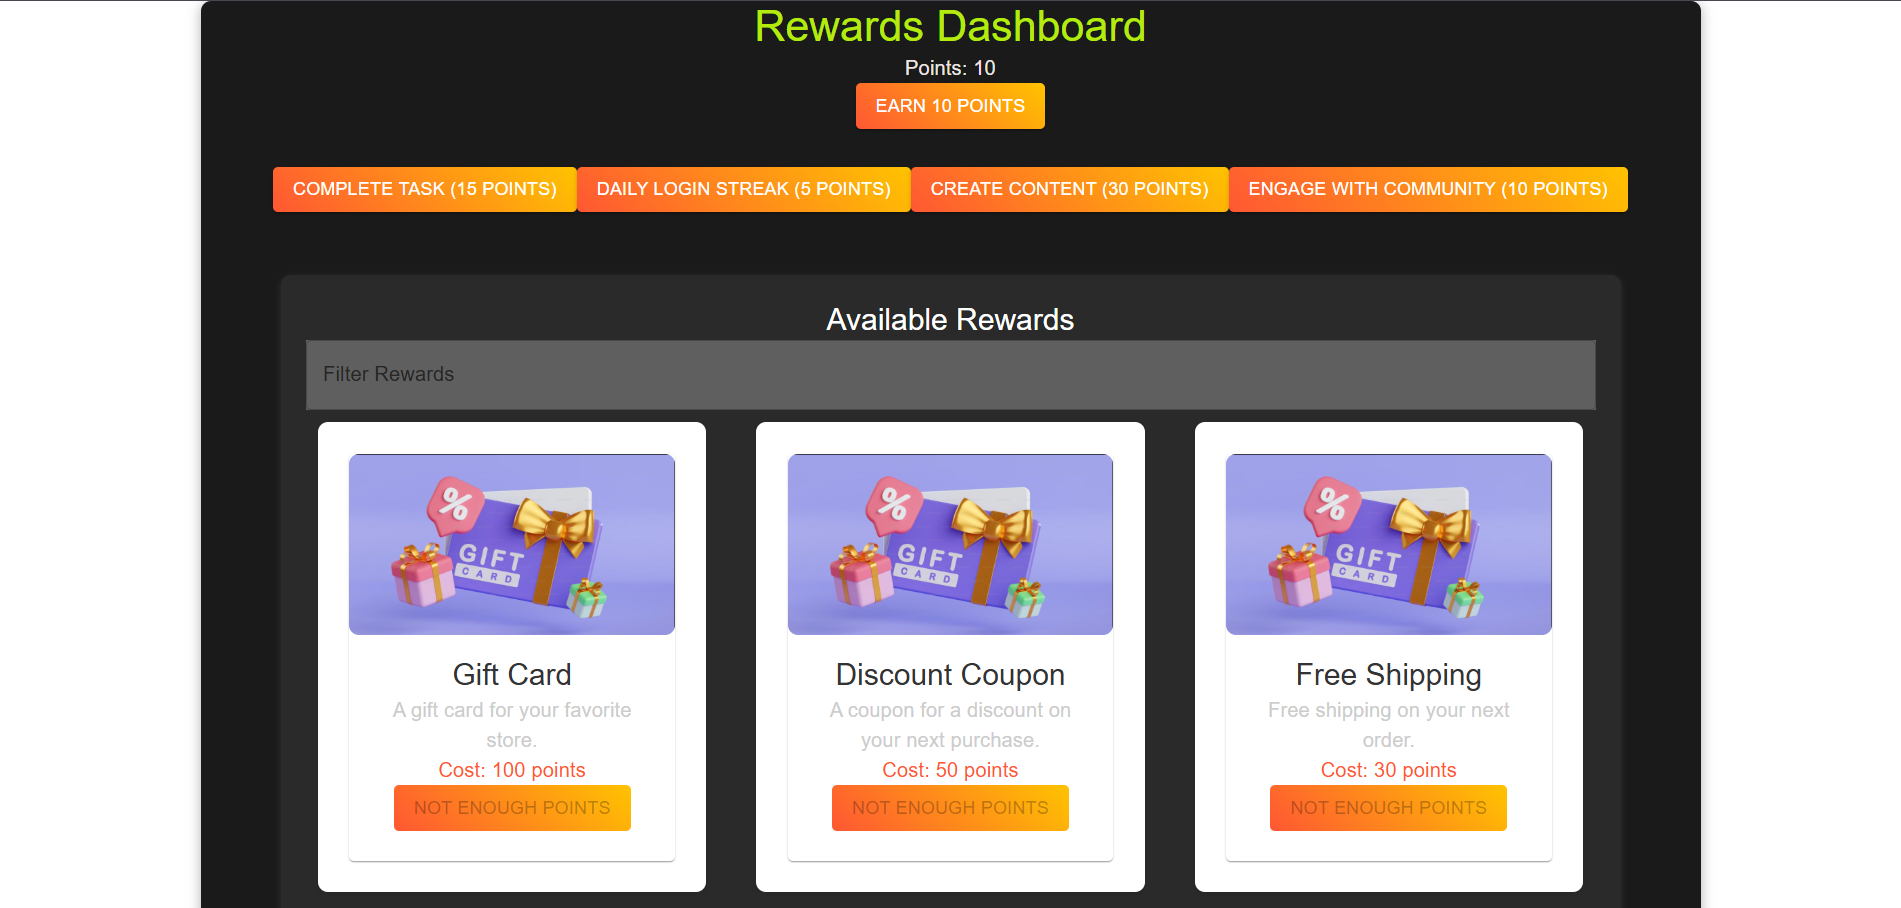 Rewards Dashboard
Points: 10
EARN 10 POINTS
COMPLETE TASK (15 POINTS) DAILY LOGIN STREAK (5 POINTS) CREATE CONTENT (30 POINTS) ENGAGE WITH COMMUNITY (10 POINTS)
Available Rewards
Filter Rewards
%
GIFT
CARD
Gift Card
A gift card for your favorite
store.
Cost: 100 points
NOT ENOUGH POINTS
%
GIFT
CARD
Discount Coupon
A coupon for a discount on
your next purchase.
Cost: 50 points
NOT ENOUGH POINTS
%
GIFT
CARD
Free Shipping
Free shipping on your next
order.
Cost: 30 points
NOT ENOUGH POINTS